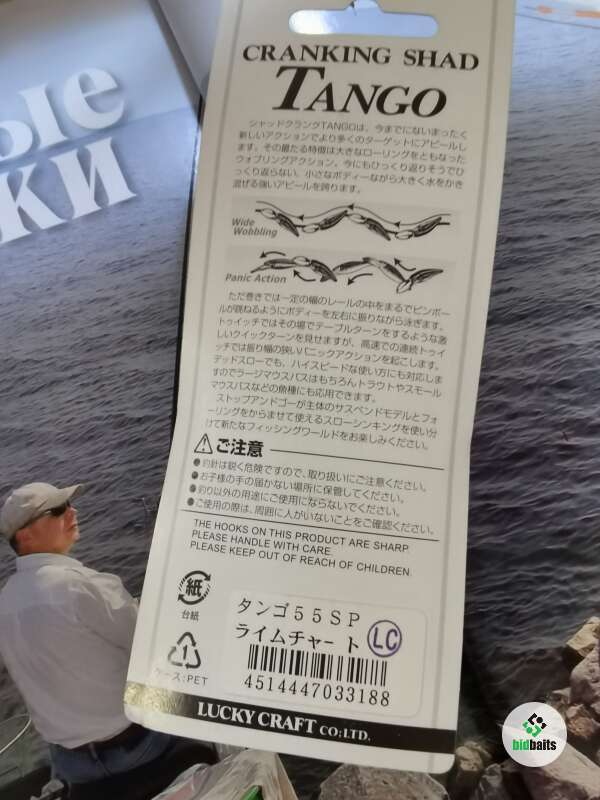 ые
ки
CRANKING SHAD
TANGO
シャッドクランクTANGOは、今までにないまったく
新しいアクションでより多くのターゲットにアピールし
ます。その最たる特徴は大きなローリングをともなった
ウォブリングアクション。今にもひっくり返りそうでひ
っくり返らない、小さなボディーながら大きく水をかき
混ぜる強いアピールを誇ります。
Wide
Wobbling
Panic Action
ただ巻きでは一定の幅のレールの中をまるでピンボー
ルが跳ねるようにボディーを左右に振りながら泳ぎます。
トゥイッチではその場でテーブルターンをするような激
しいクイックターンを見せますが、高速での連続トゥイ
ッチでは振り幅の狭いパニックアクションを起こします。
デッドスローでも、ハイスピードな使い方にも対応しま
すのでラージマウスバスはもちろんトラウトやスモール
マウスバスなどの魚種にも応用できます。
ストップアンドゴーが主体のサスペンドモデルとフォ
ーリングをからませて使えるスローシンキングを使い分
けて新たなフィッシングワールドをお楽しみください。
ご注意
●釣針は鋭く危険ですので、取り扱いにご注意ください。
●お子様の手の届かない場所に保管してください。
●釣り以外の用途にご使用にならないでください。
●ご使用の際は、周囲に人がいないことをご確認ください。
THE HOOKS ON THIS PRODUCT ARE SHARP.
PLEASE HANDLE WITH CARE.
PLEASE KEEP OUT OF REACH OF CHILDREN.
紙
台紙
1
ケース:PET
タンゴ55SP
ライムチャート
LC
4514447033188
LUCKY CRAFT CO.,LTD.
bidbaits